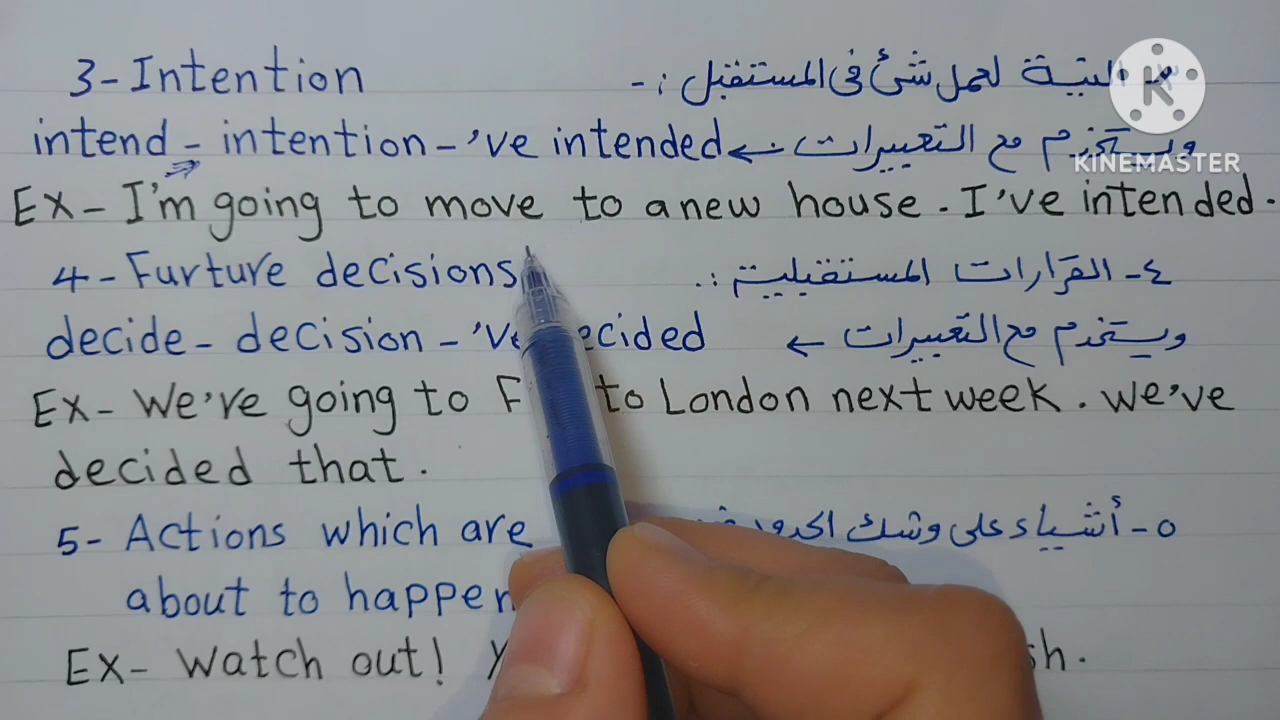 3- Intention ٣- النية لعمل شئ فى المستقبل :-
intend - intention - 've intended ← ويستخدم مع التعبيرات
Ex - I'm going to move to a new house. I've intended.
4- Furture decisions ٤- القرارات المستقبلية :.
decide - decision - 've decided ← ويستخدم مع التعبيرات
Ex - We're going to to London next week. we've
decided that.
5- Actions which are ٥- أشياء على وشك الحدوث
about to happen
Ex - Watch out!
KINEMASTER